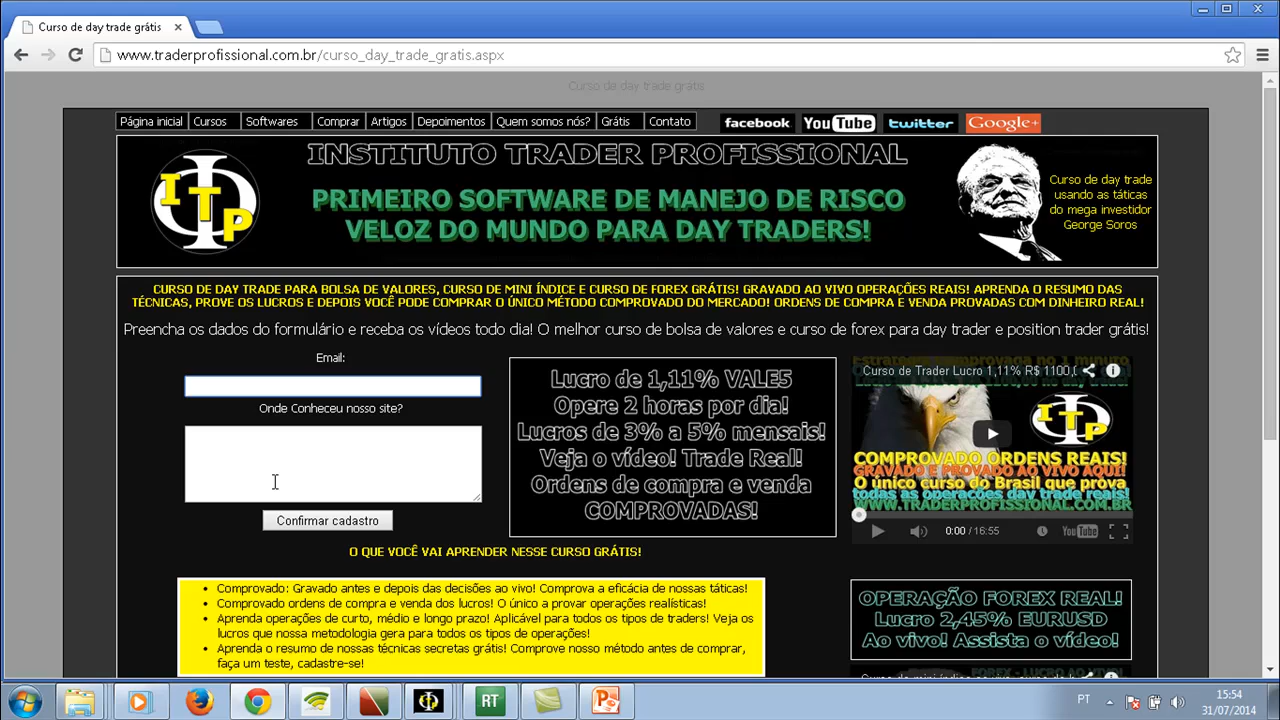 Curso de day trade grátis
www.traderprofissional.com.br/curso_day_trade_gratis.aspx
Curso de day trade grátis
Página inicial Cursos Softwares Comprar Artigos Depoimentos Quem somos nós? Grátis Contato facebook YouTube twitter Google+
INSTITUTO TRADER PROFISSIONAL
ITP
PRIMEIRO SOFTWARE DE MANEJO DE RISCO
VELOZ DO MUNDO PARA DAY TRADERS!
Curso de day trade
usando as táticas
do mega investidor
George Soros
CURSO DE DAY TRADE PARA BOLSA DE VALORES, CURSO DE MINI ÍNDICE E CURSO DE FOREX GRÁTIS! GRAVADO AO VIVO OPERAÇÕES REAIS! APRENDA O RESUMO DAS
TÉCNICAS, PROVE OS LUCROS E DEPOIS VOCÊ PODE COMPRAR O ÚNICO MÉTODO COMPROVADO DO MERCADO! ORDENS DE COMPRA E VENDA PROVADAS COM DINHEIRO REAL!
Preencha os dados do formulário e receba os vídeos todo dia! O melhor curso de bolsa de valores e curso de forex para day trader e position trader grátis!
Email:
Onde Conheceu nosso site?
Confirmar cadastro
Lucro de 1,11% VALE5
Opere 2 horas por dia!
Lucros de 3% a 5% mensais!
Veja o vídeo! Trade Real!
Ordens de compra e venda
COMPROVADAS!
Estratégia comprovada no 1 minuto
Curso de Trader Lucro 1,11% R$ 1100,0
COMPROVADO ORDENS REAIS!
GRAVADO E PROVADO AO VIVO AQUI!
O único curso do Brasil que prova
todas as operações day trade reais!
WWW.TRADERPROFISSIONAL.COM.BR
0:00 / 16:55 YouTube
O QUE VOCÊ VAI APRENDER NESSE CURSO GRÁTIS!
• Comprovado: Gravado antes e depois das decisões ao vivo! Comprova a eficácia de nossas táticas!
• Comprovado ordens de compra e venda dos lucros! O único a provar operações realísticas!
• Aprenda operações de curto, médio e longo prazo! Aplicável para todos os tipos de traders! Veja os
lucros que nossa metodologia gera para todos os tipos de operações!
• Aprenda o resumo de nossas técnicas secretas grátis! Comprove nosso método antes de comprar,
faça um teste, cadastre-se!
OPERAÇÃO FOREX REAL!
Lucro 2,45% EURUSD
Ao vivo! Assista o vídeo!
RT
PT
15:54
31/07/2014